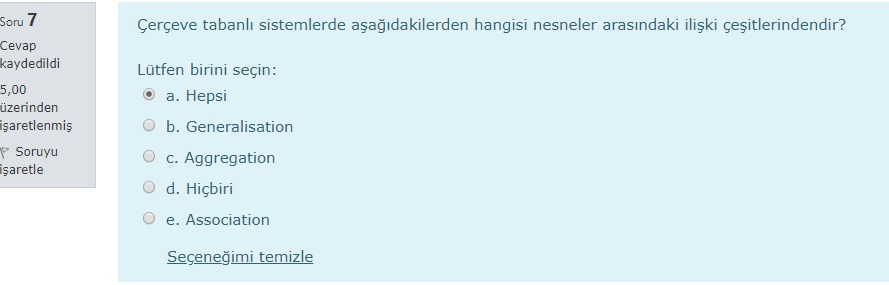 Soru 7
Cevap
kaydedildi
5,00
üzerinden
işaretlenmiş
Soruyu
işaretle
Çerçeve tabanlı sistemlerde aşağıdakilerden hangisi nesneler arasındaki ilişki çeşitlerindendir?
Lütfen birini seçin:
a. Hepsi
b. Generalisation
c. Aggregation
d. Hiçbiri
e. Association
Seçeneğimi temizle